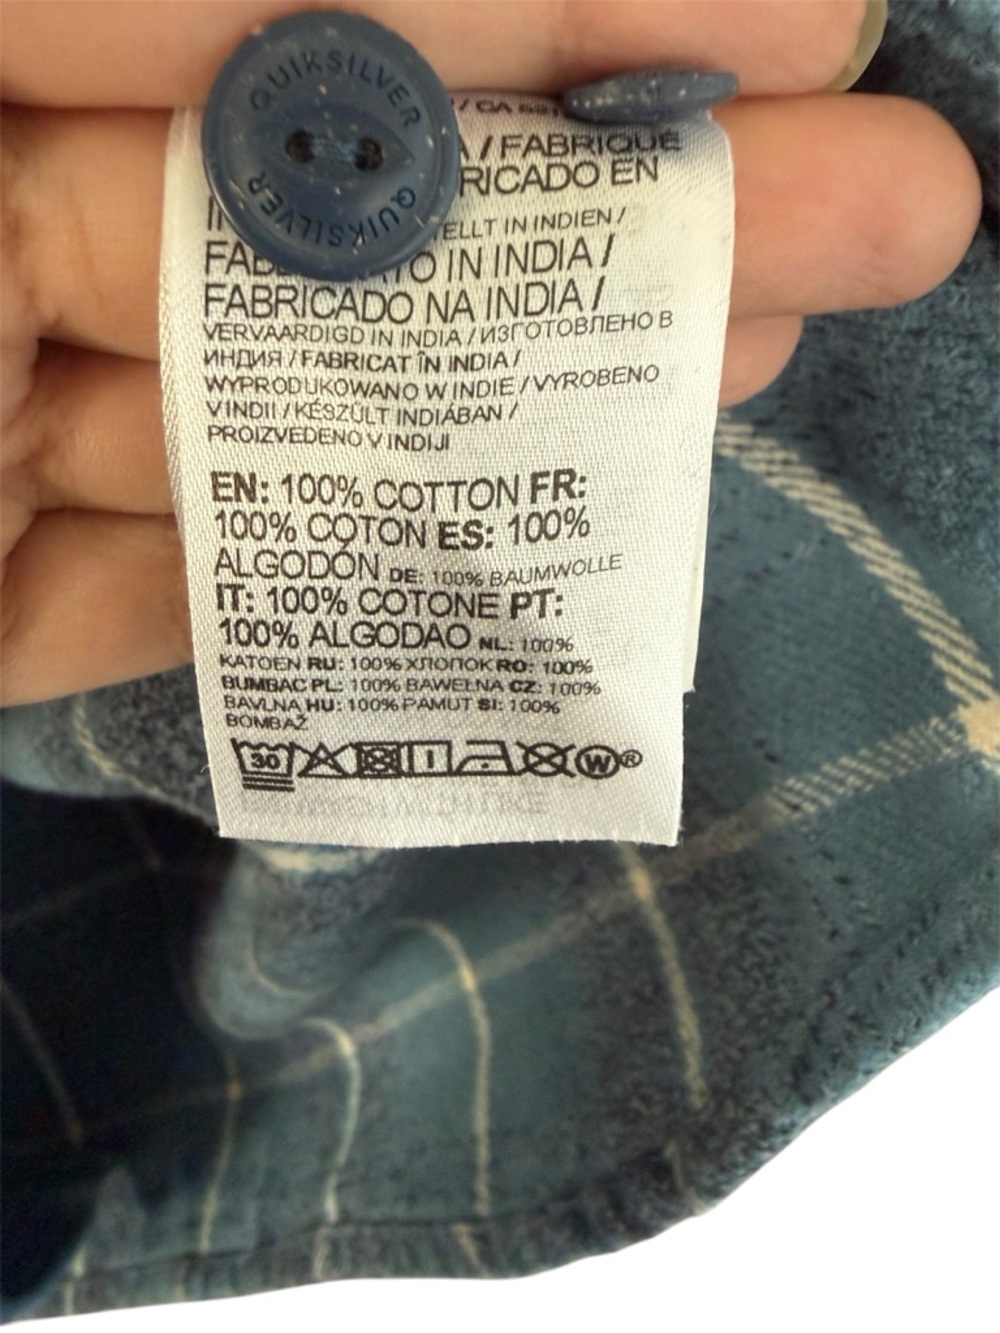 QUIKSILVER
QUIKSILVER
/ CA
/ FABRIQUÉ
RICADO EN
TELLT IN INDIEN /
IN INDIA /
FABRICADO NA INDIA /
VERVAARDIGD IN INDIA / ИЗГОТОВЛЕНО В
ИНДИЯ / FABRICAT ÎN INDIA /
WYPRODUKOWANO W INDIE / VYROBENO
V INDII / KÉSZÜLT INDIÁBAN /
PROIZVEDENO V INDIJI
EN: 100% COTTON FR:
100% COTON ES: 100%
ALGODÓN DE: 100% BAUMWOLLE
IT: 100% COTONE PT:
100% ALGODAO NL: 100%
KATOEN RU: 100% ХЛОПОК RO: 100%
BUMBAC PL: 100% BAWEŁNA CZ: 100%
BAVLNA HU: 100% PAMUT SI: 100%
BOMBAŽ
30 W®